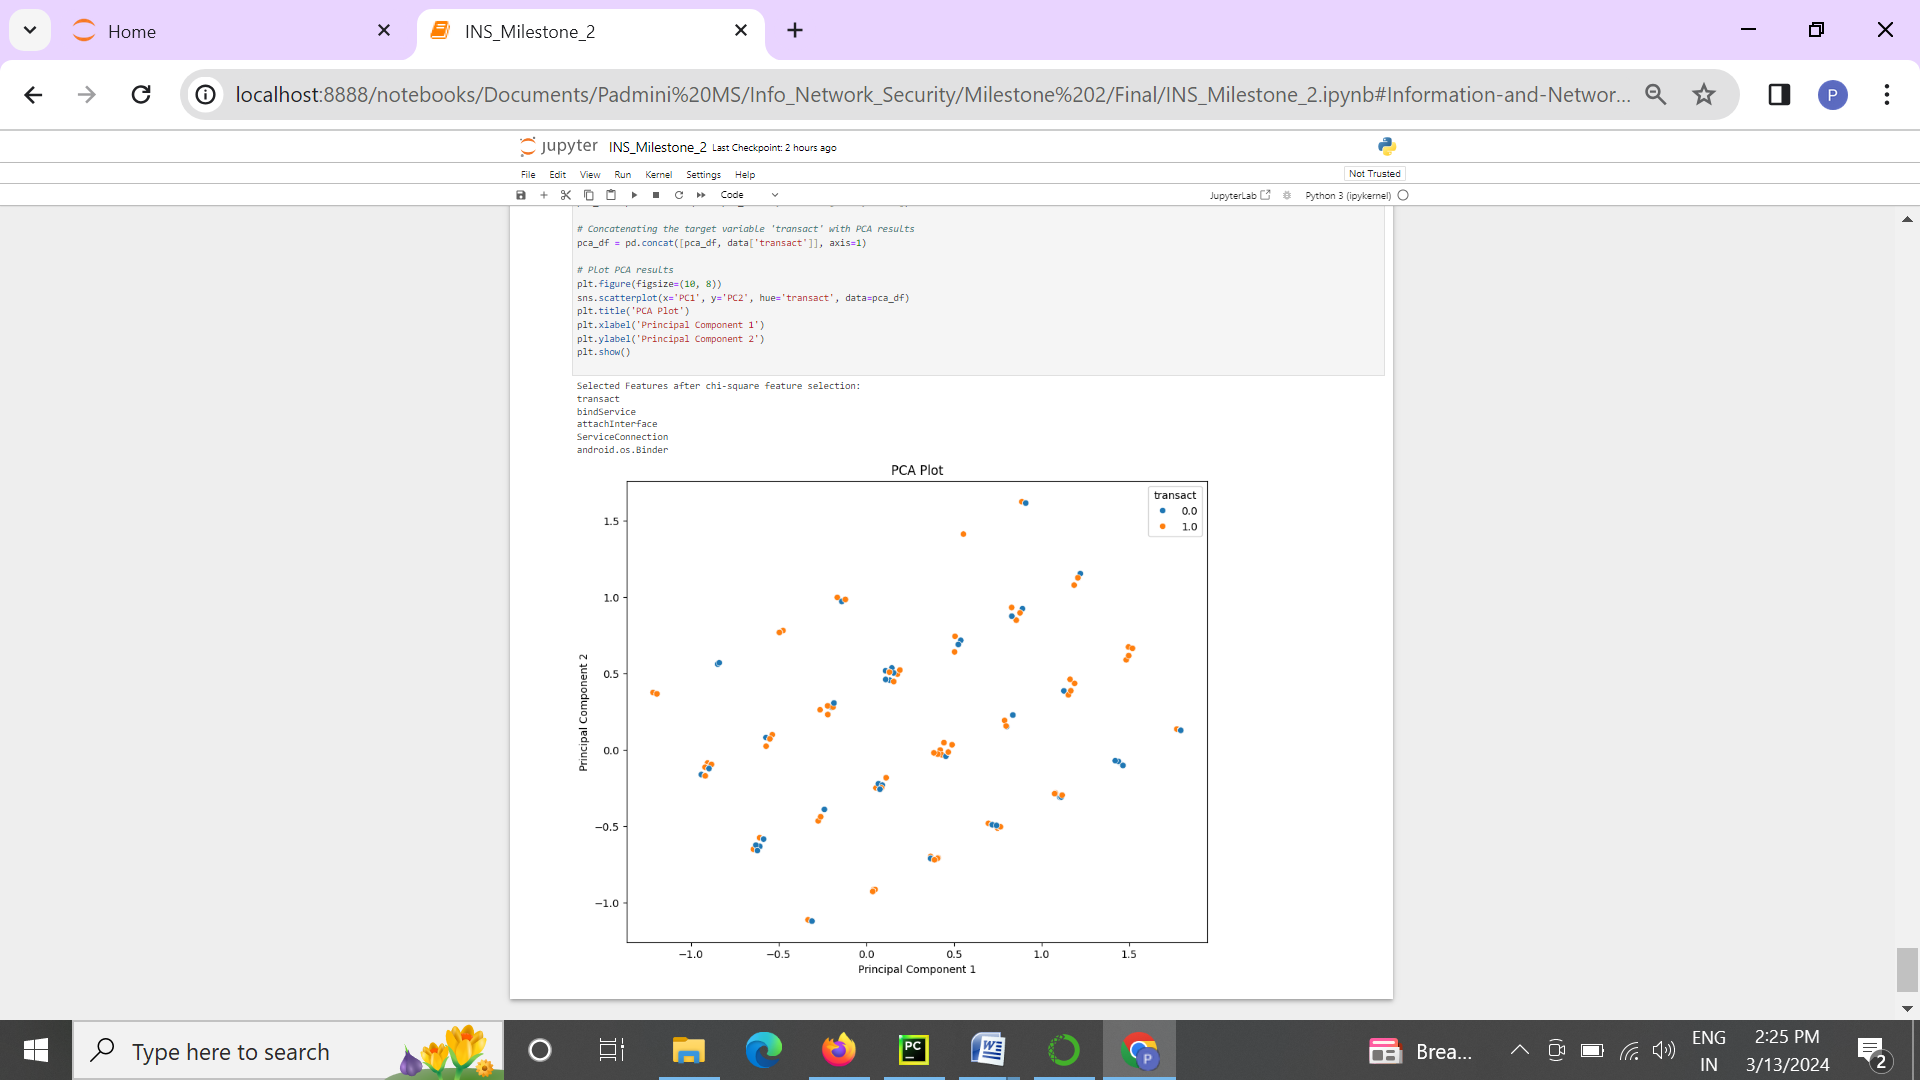 Home
INS_Milestone_2
localhost:8888/notebooks/Documents/Padmini%20MS/Info_Network_Security/Milestone%202/Final/INS_Milestone_2.ipynb#Information-and-Networ...
P
jupyter INS_Milestone_2 Last Checkpoint: 2 hours ago
File Edit View Run Kernel Settings Help
Not Trusted
Code
JupyterLab
Python 3 (ipykernel)
# Concatenating the target variable 'transact' with PCA results
pca_df = pd.concat([pca_df, data['transact']], axis=1)
# Plot PCA results
plt.figure(figsize=(10, 8))
sns.scatterplot(x='PC1', y='PC2', hue='transact', data=pca_df)
plt.title('PCA Plot')
plt.xlabel('Principal Component 1')
plt.ylabel('Principal Component 2')
plt.show()
Selected Features after chi-square feature selection:
transact
bindService
attachInterface
ServiceConnection
android.os.Binder
PCA Plot
transact
0.0
1.0
1.5
1.0
0.5
0.0
−0.5
−1.0
Principal Component 2
−1.0 −0.5 0.0 0.5 1.0 1.5
Principal Component 1
Type here to search
PC
W
P
Brea...
ENG
IN
2:25 PM
3/13/2024
2